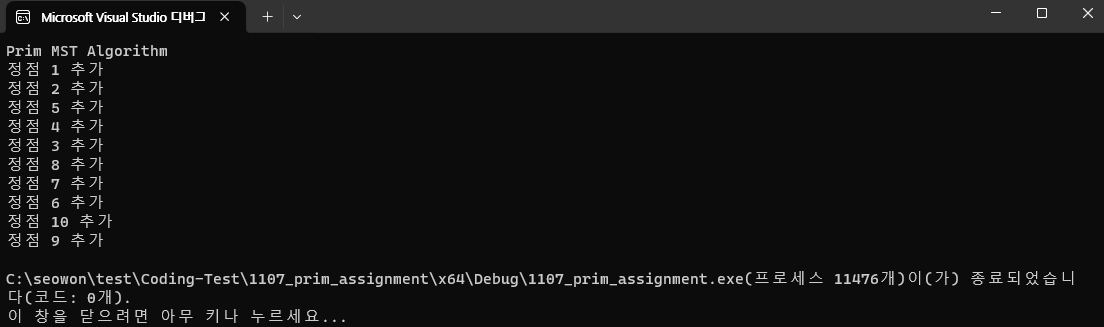 Microsoft Visual Studio 디버그
Prim MST Algorithm
정점 1 추가
정점 2 추가
정점 5 추가
정점 4 추가
정점 3 추가
정점 8 추가
정점 7 추가
정점 6 추가
정점 10 추가
정점 9 추가
C:\seowon\test\Coding-Test\1107_prim_assignment\x64\Debug\1107_prim_assignment.exe(프로세스 11476개)이(가) 종료되었습니
다(코드: 0개).
이 창을 닫으려면 아무 키나 누르세요...